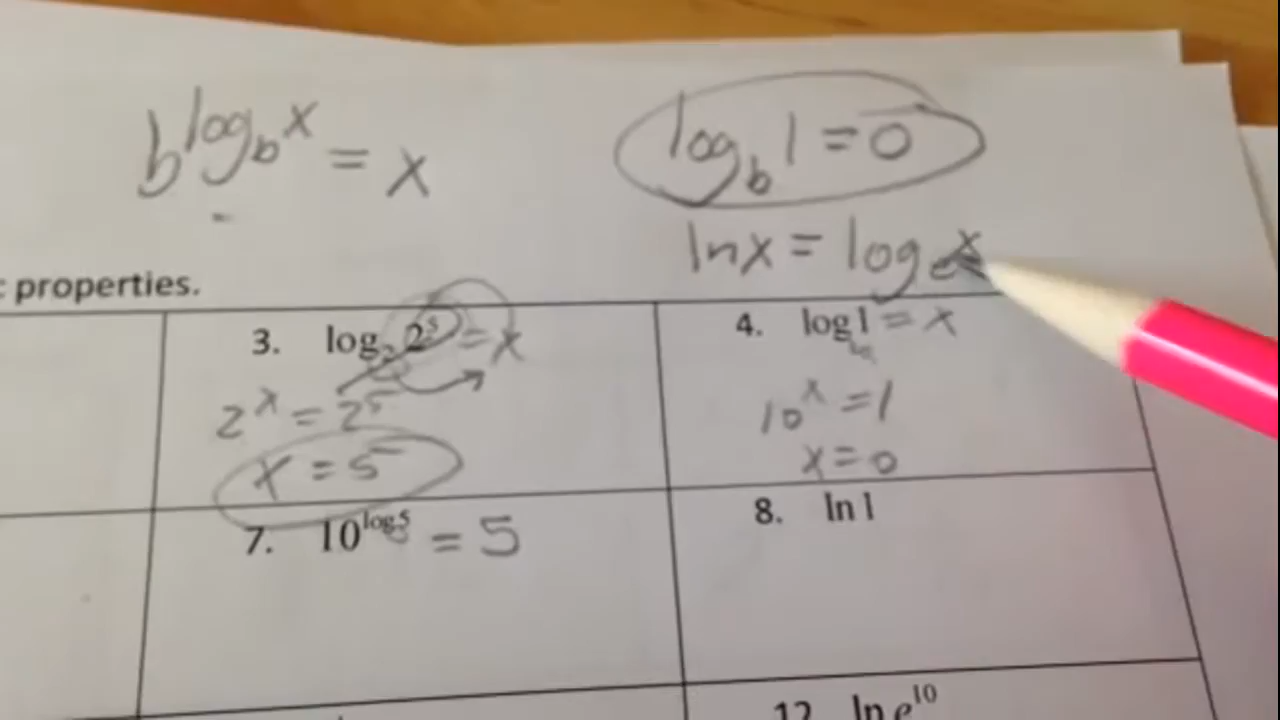 b^{log_b x} = x
log_b 1 = 0
ln x = log_e x
properties.
3. log_2 2^5 = x
2^x = 2^5
x = 5
4. log 1 = x
10^x = 1
x = 0
7. 10^{log 5} = 5
8. ln 1
12. ln e^{10}